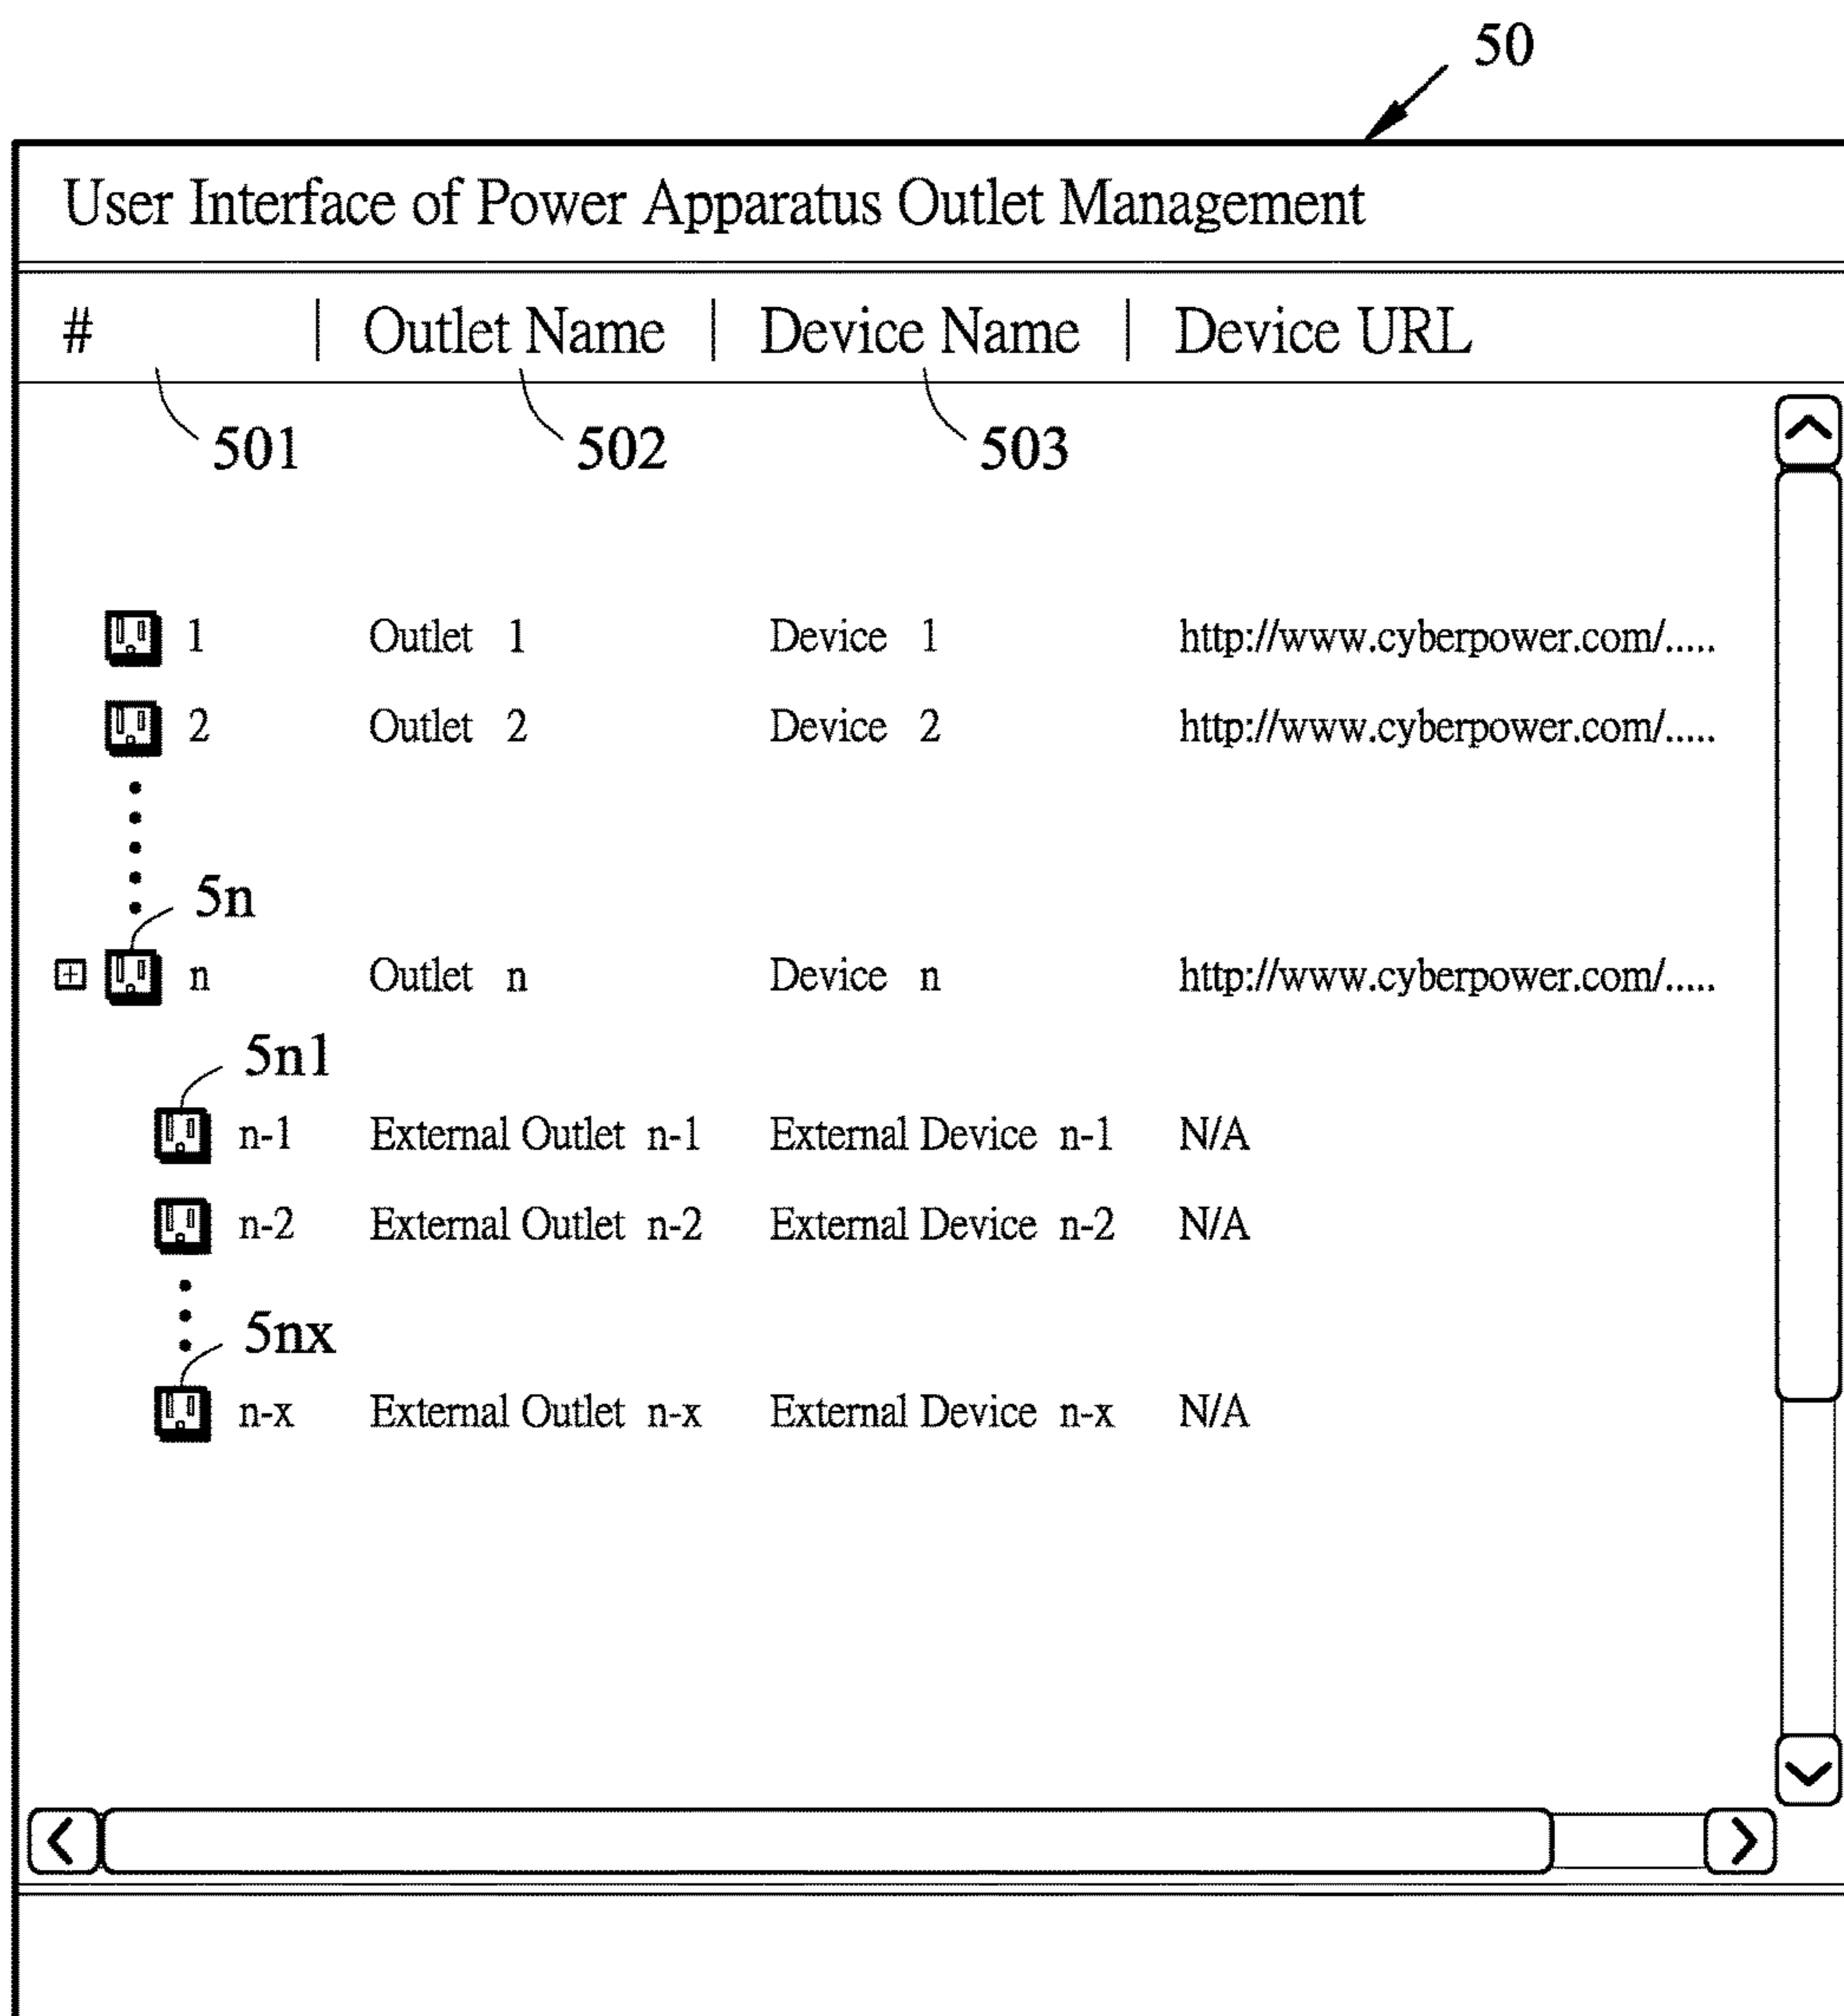 50
User Interface of Power Apparatus Outlet Management
# | Outlet Name | Device Name | Device URL
501 502 503
1 Outlet 1 Device 1 http://www.cyberpower.com/.....
2 Outlet 2 Device 2 http://www.cyberpower.com/.....
5n
n Outlet n Device n http://www.cyberpower.com/.....
5n1
n-1 External Outlet n-1 External Device n-1 N/A
n-2 External Outlet n-2 External Device n-2 N/A
5nx
n-x External Outlet n-x External Device n-x N/A